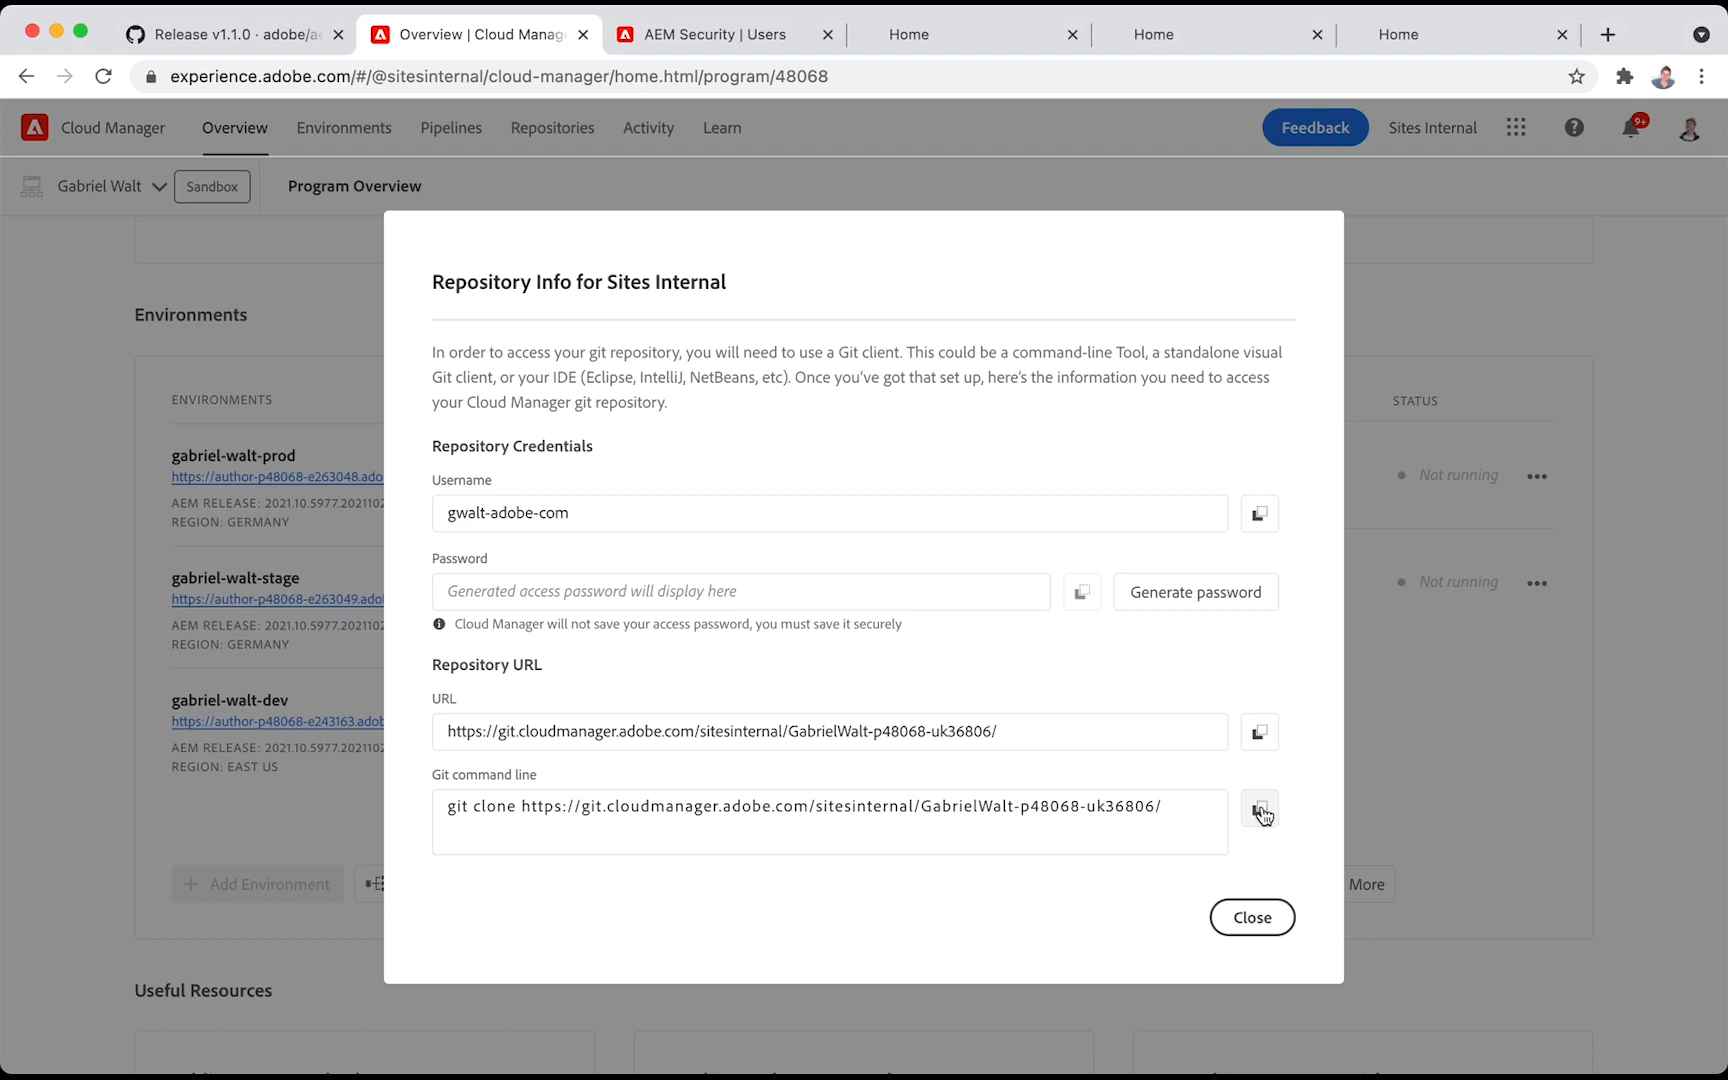 Release v1.1.0 · adobe/ae
Overview | Cloud Manag
AEM Security | Users
Home
Home
Home
experience.adobe.com/#/@sitesinternal/cloud-manager/home.html/program/48068
Cloud Manager
Overview
Environments
Pipelines
Repositories
Activity
Learn
Feedback
Sites Internal
9+
Gabriel Walt
Sandbox
Program Overview
Environments
ENVIRONMENTS
STATUS
gabriel-walt-prod
https://author-p48068-e263048.ado
AEM RELEASE: 2021.10.5977.2021102
REGION: GERMANY
Not running
gabriel-walt-stage
https://author-p48068-e263049.ado
AEM RELEASE: 2021.10.5977.2021102
REGION: GERMANY
Not running
gabriel-walt-dev
https://author-p48068-e243163.adob
AEM RELEASE: 2021.10.5977.2021102
REGION: EAST US
Add Environment
More
Useful Resources
Repository Info for Sites Internal
In order to access your git repository, you will need to use a Git client. This could be a command-line Tool, a standalone visual
Git client, or your IDE (Eclipse, IntelliJ, NetBeans, etc). Once you've got that set up, here's the information you need to access
your Cloud Manager git repository.
Repository Credentials
Username
gwalt-adobe-com
Password
Generated access password will display here
Generate password
Cloud Manager will not save your access password, you must save it securely
Repository URL
URL
https://git.cloudmanager.adobe.com/sitesinternal/GabrielWalt-p48068-uk36806/
Git command line
git clone https://git.cloudmanager.adobe.com/sitesinternal/GabrielWalt-p48068-uk36806/
Close